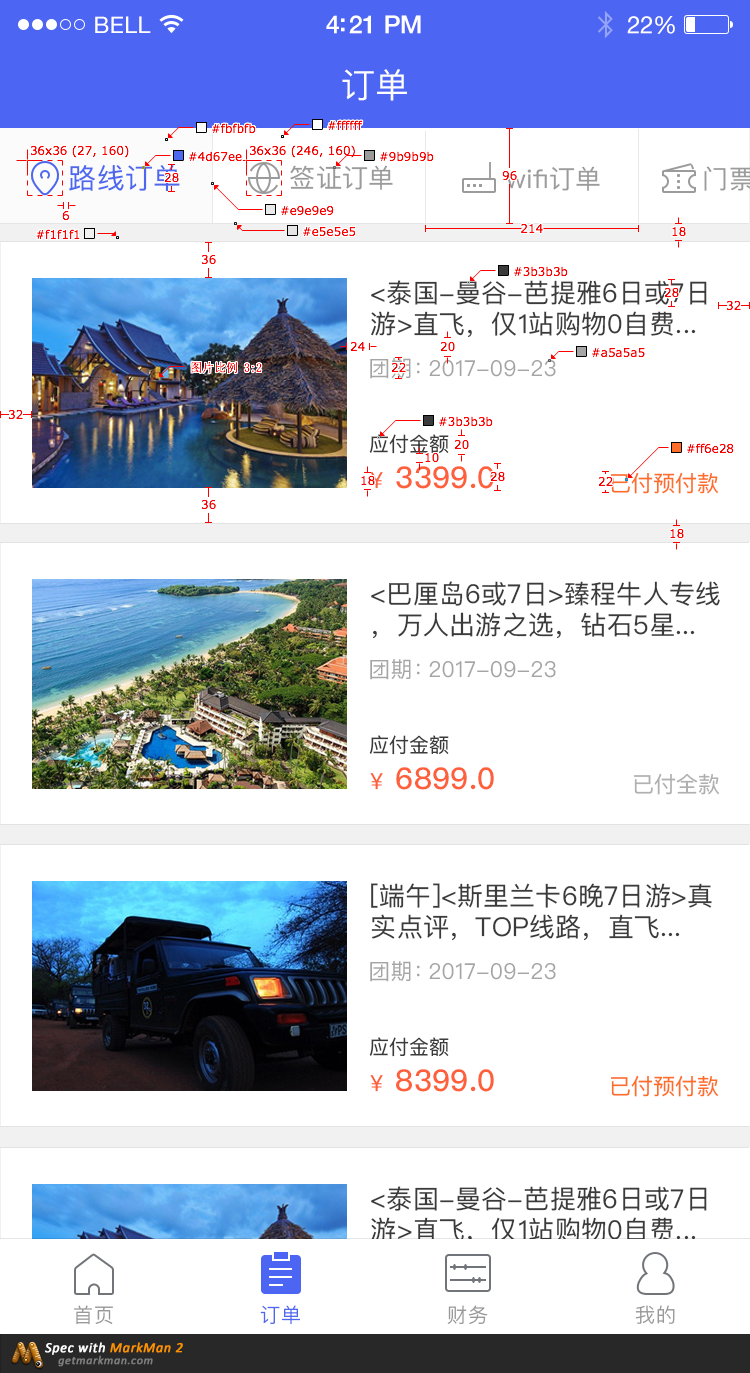 BELL 4:21 PM 22%
订单
#fbfbfb #ffffff
36x36 (27, 160) 36x36 (246, 160)
#4d67ee #9b9b9b
路线订单 签证订单 wifi订单 门票
28 96
6
#e9e9e9
#f1f1f1 #e5e5e5 214 18
36
#3b3b3b
<泰国-曼谷-芭提雅6日或7日
28
32
游>直飞，仅1站购物0自费...
24 20
#a5a5a5
团期：2017-09-23
22
图片比例 3:2
32
#3b3b3b
应付金额
20
10
#ff6e28
¥ 3399.0
18 28
22
已付预付款
36
18
<巴厘岛6或7日>臻程牛人专线
，万人出游之选，钻石5星...
团期：2017-09-23
应付金额
¥ 6899.0
已付全款
[端午]<斯里兰卡6晚7日游>真
实点评，TOP线路，直飞...
团期：2017-09-23
应付金额
¥ 8399.0
已付预付款
<泰国-曼谷-芭提雅6日或7日
游>直飞，仅1站购物0自费...
首页 订单 财务 我的
Spec with MarkMan 2
getmarkman.com